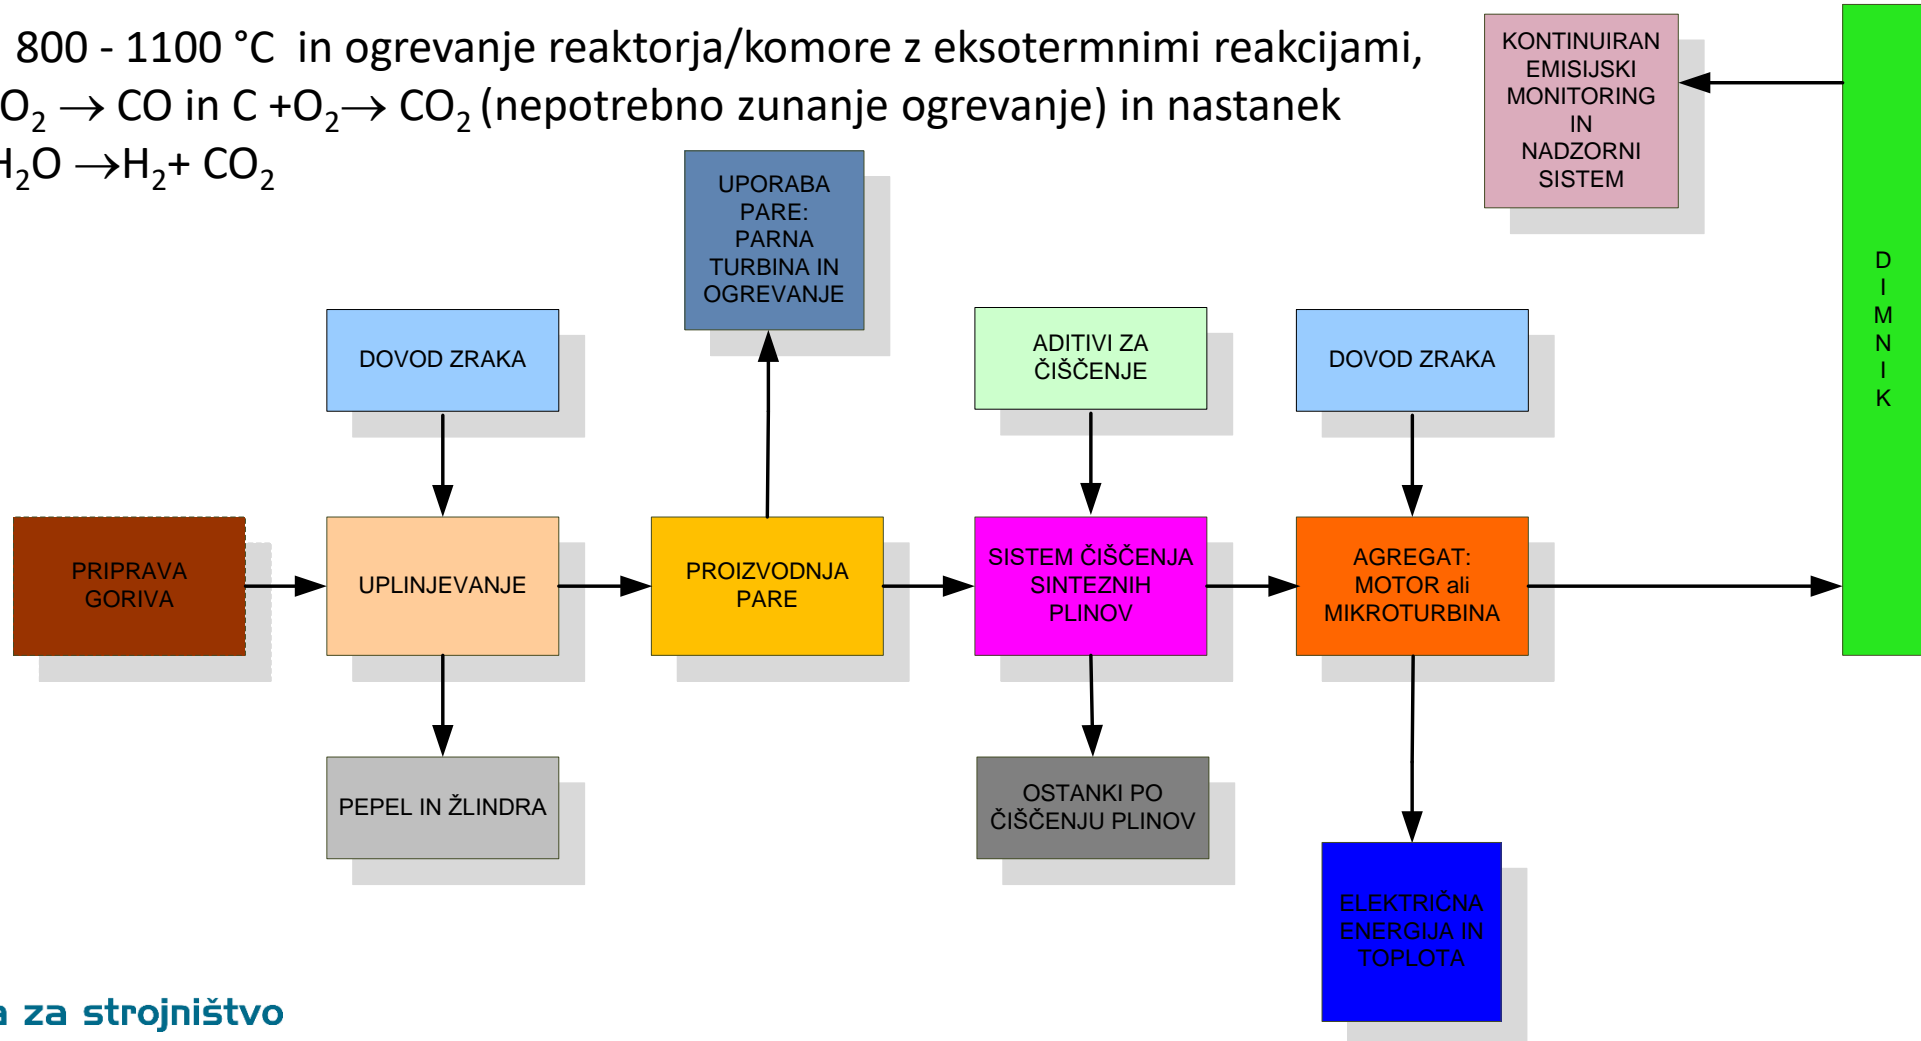 800 - 1100 °C in ogrevanje reaktorja/komore z eksotermnimi reakcijami,
O₂ → CO in C +O₂→ CO₂ (nepotrebno zunanje ogrevanje) in nastanek
H₂O →H₂+ CO₂
KONTINUIRAN
EMISIJSKI
MONITORING
IN
NADZORNI
SISTEM
UPORABA
PARE:
PARNA
TURBINA IN
OGREVANJE
D
I
M
N
I
K
DOVOD ZRAKA
ADITIVI ZA
ČIŠČENJE
DOVOD ZRAKA
PRIPRAVA
GORIVA
UPLINJEVANJE
PROIZVODNJA
PARE
SISTEM ČIŠČENJA
SINTEZNIH
PLINOV
AGREGAT:
MOTOR ali
MIKROTURBINA
PEPEL IN ŽLINDRA
OSTANKI PO
ČIŠČENJU PLINOV
ELEKTRIČNA
ENERGIJA IN
TOPLOTA
a za strojništvo